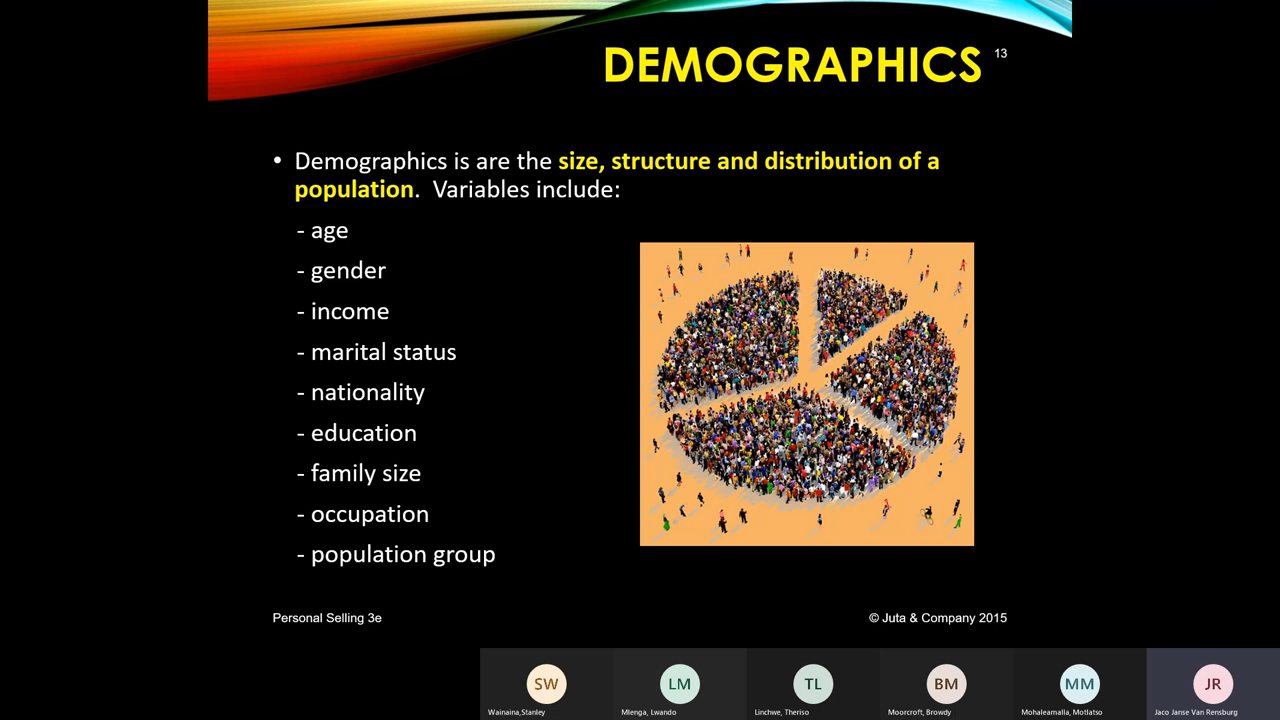 DEMOGRAPHICS
13
• Demographics is are the size, structure and distribution of a
population.  Variables include:
- age
- gender
- income
- marital status
- nationality
- education
- family size
- occupation
- population group
Personal Selling 3e
© Juta & Company 2015
SW
LM
TL
BM
MM
JR
Wainaina,Stanley
Mlenga, Lwando
Linchwe, Theriso
Moorcroft, Browdy
Mohaleamalla, Motlatso
Jaco Janse Van Rensburg